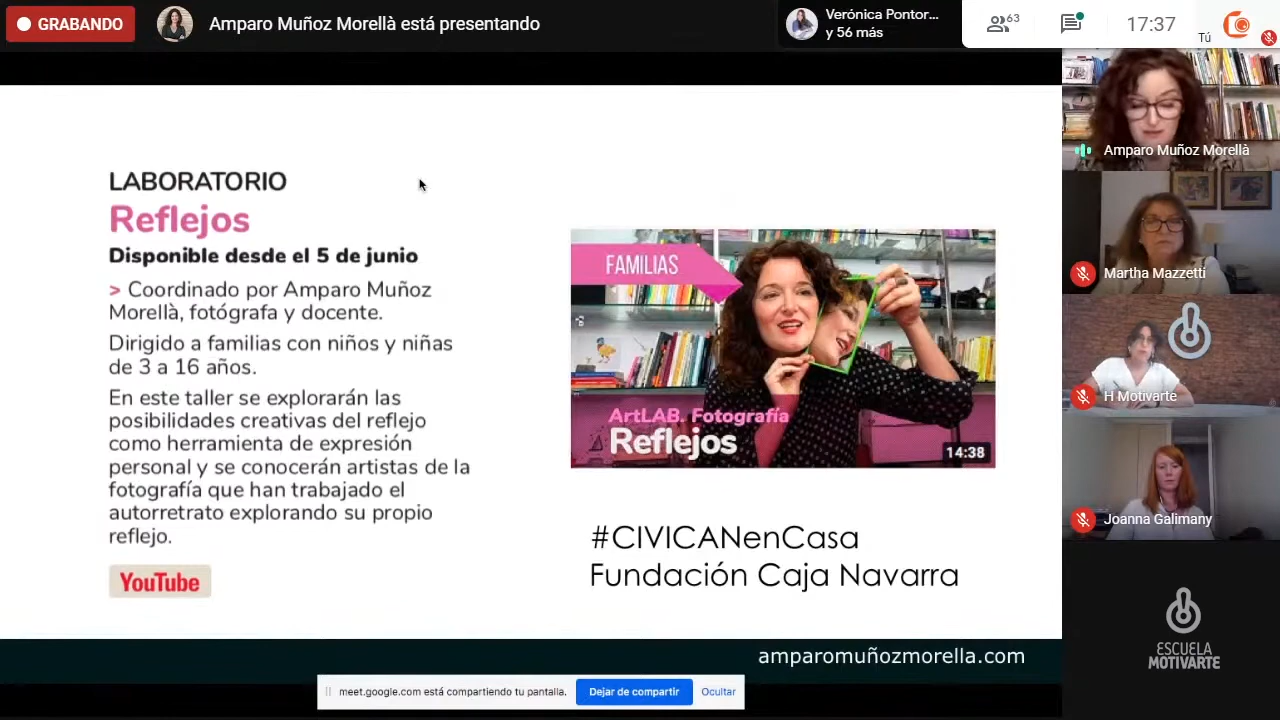 GRABANDO
Amparo Muñoz Morellà está presentando
Verónica Pontor...
y 56 más
63
17:37
Tú
LABORATORIO
Reflejos
Disponible desde el 5 de junio
> Coordinado por Amparo Muñoz
Morellà, fotógrafa y docente.
Dirigido a familias con niños y niñas
de 3 a 16 años.
En este taller se explorarán las
posibilidades creativas del reflejo
como herramienta de expresión
personal y se conocerán artistas de la
fotografía que han trabajado el
autorretrato explorando su propio
reflejo.
YouTube
FAMILIAS
ArtLAB. Fotografía
Reflejos
14:38
#CIVICANenCasa
Fundación Caja Navarra
amparomuñozmorella.com
meet.google.com está compartiendo tu pantalla.
Dejar de compartir
Ocultar
Amparo Muñoz Morellà
Martha Mazzetti
H Motivarte
Joanna Galimany
ESCUELA
MOTIVARTE